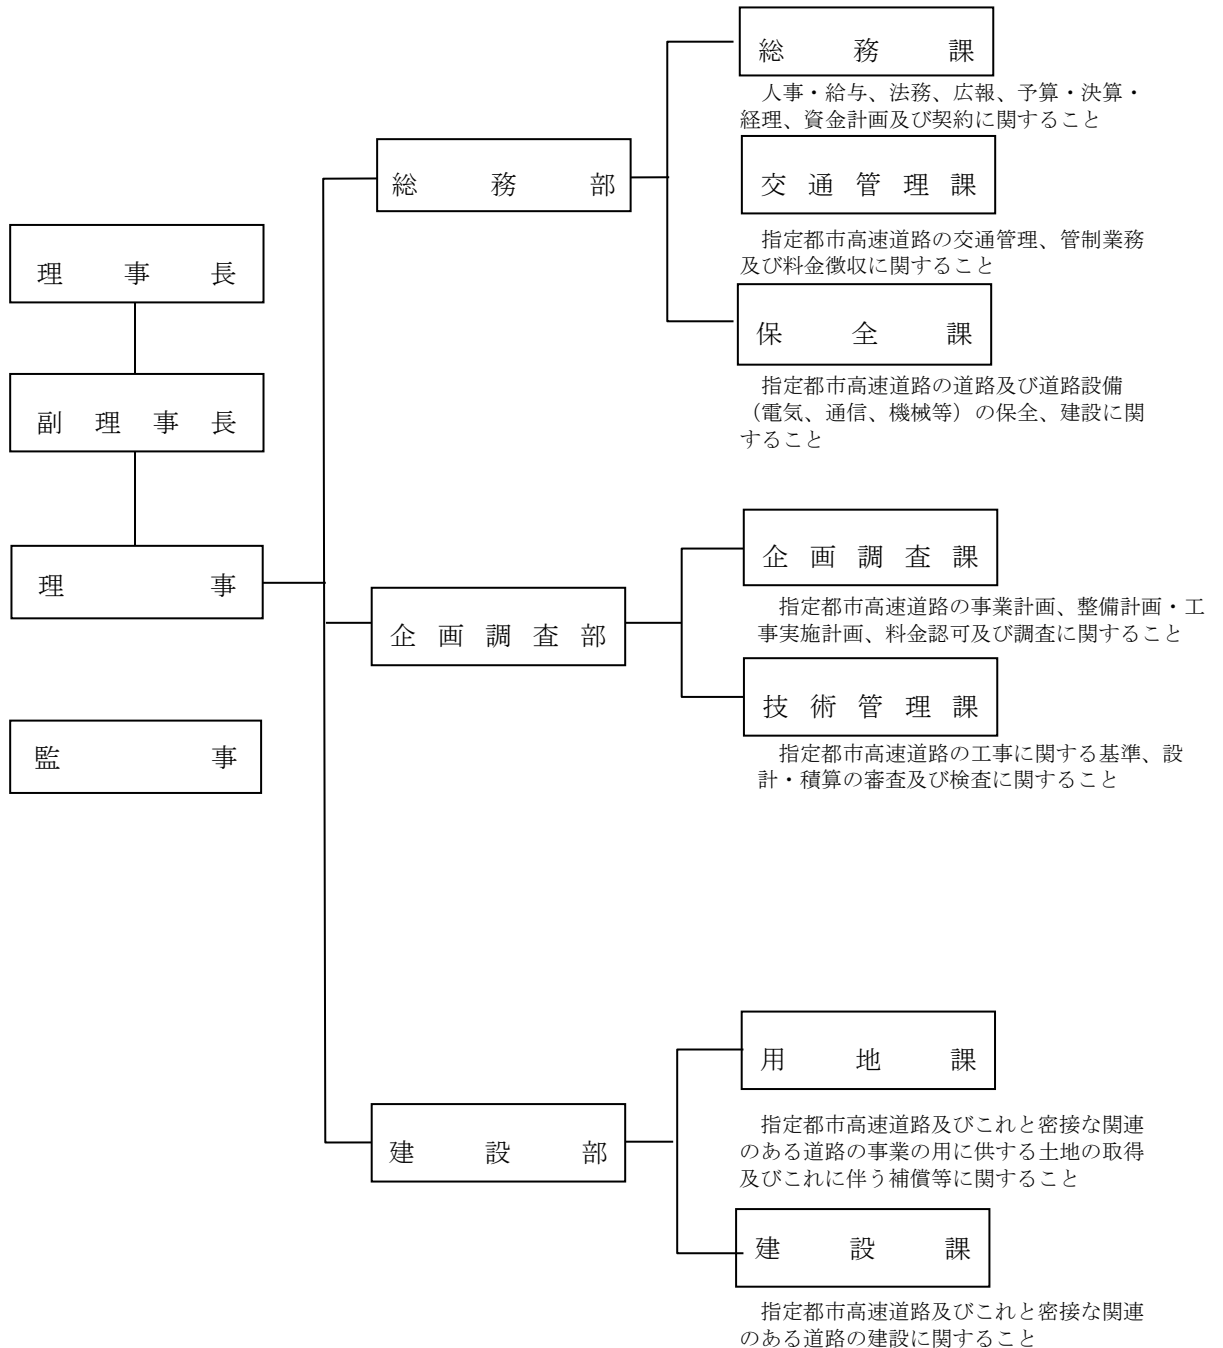 理事長
副理事長
理事
監事
総務部
総務課
人事・給与、法務、広報、予算・決算・
経理、資金計画及び契約に関すること
交通管理課
指定都市高速道路の交通管理、管制業務
及び料金徴収に関すること
保全課
指定都市高速道路の道路及び道路設備
（電気、通信、機械等）の保全、建設に関
すること
企画調査部
企画調査課
指定都市高速道路の事業計画、整備計画・工
事実施計画、料金認可及び調査に関すること
技術管理課
指定都市高速道路の工事に関する基準、設
計・積算の審査及び検査に関すること
建設部
用地課
指定都市高速道路及びこれと密接な関連
のある道路の事業の用に供する土地の取得
及びこれに伴う補償等に関すること
建設課
指定都市高速道路及びこれと密接な関連
のある道路の建設に関すること